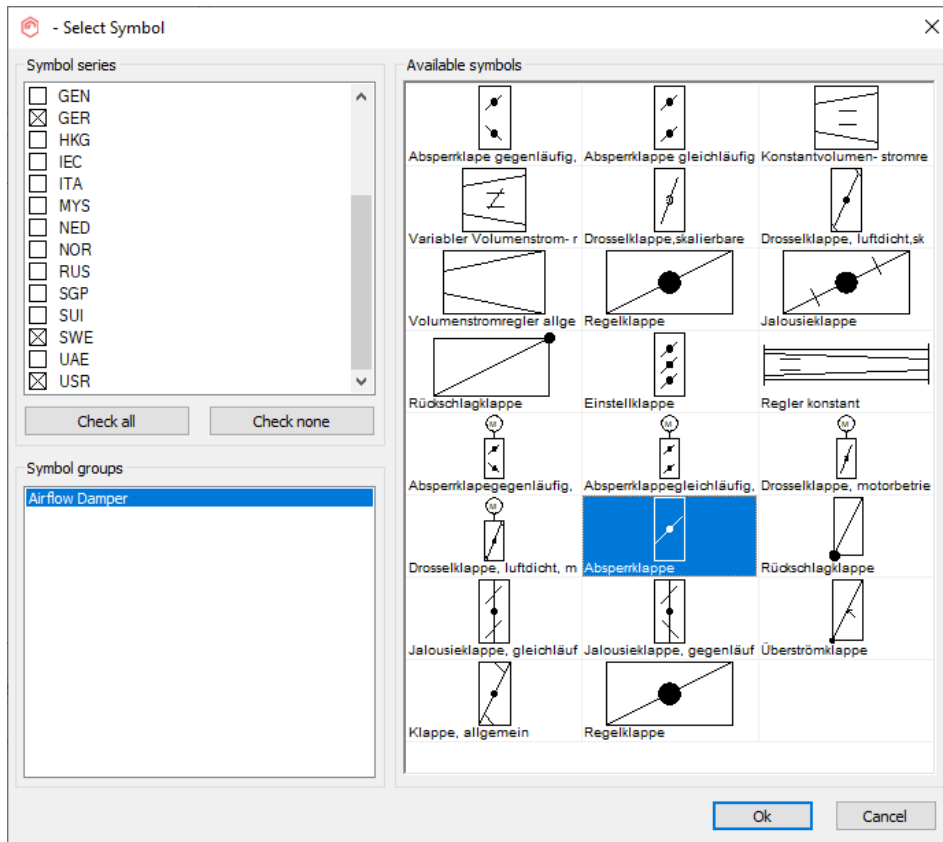 - Select Symbol
Symbol series
GEN
GER
HKG
IEC
ITA
MYS
NED
NOR
RUS
SGP
SUI
SWE
UAE
USR
Check all
Check none
Symbol groups
Airflow Damper
Available symbols
Absperrklape gegenläufig,
Absperrklappe gleichläufig
Konstantvolumen- stromre
Variabler Volumenstrom- r
Drosselklappe,skalierbare
Drosselklappe, luftdicht,sk
Volumenstromregler allge
Regelklappe
Jalousieklappe
Rückschlagklappe
Einstellklappe
Regler konstant
M
M
M
Absperrklapegegenläufig,
Absperrklappegleichläufig,
Drosselklappe, motorbetrie
M
Drosselklappe, luftdicht, m
Absperrklappe
Rückschlagklappe
Jalousieklappe, gleichläuf
Jalousieklappe, gegenläuf
Überströmklappe
Klappe, allgemein
Regelklappe
Ok
Cancel